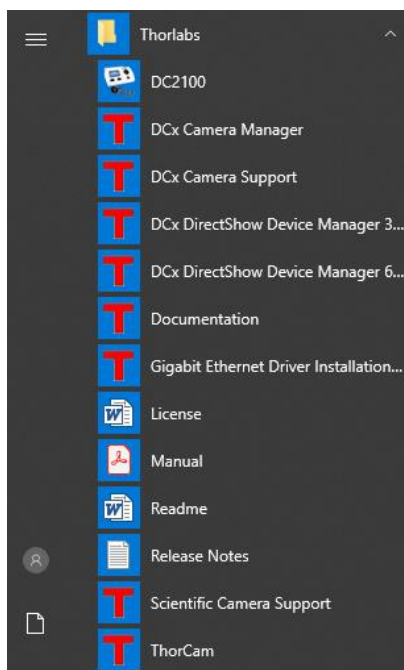 Thorlabs
DC2100
DCx Camera Manager
DCx Camera Support
DCx DirectShow Device Manager 3...
DCx DirectShow Device Manager 6...
Documentation
Gigabit Ethernet Driver Installation...
License
Manual
Readme
Release Notes
Scientific Camera Support
ThorCam